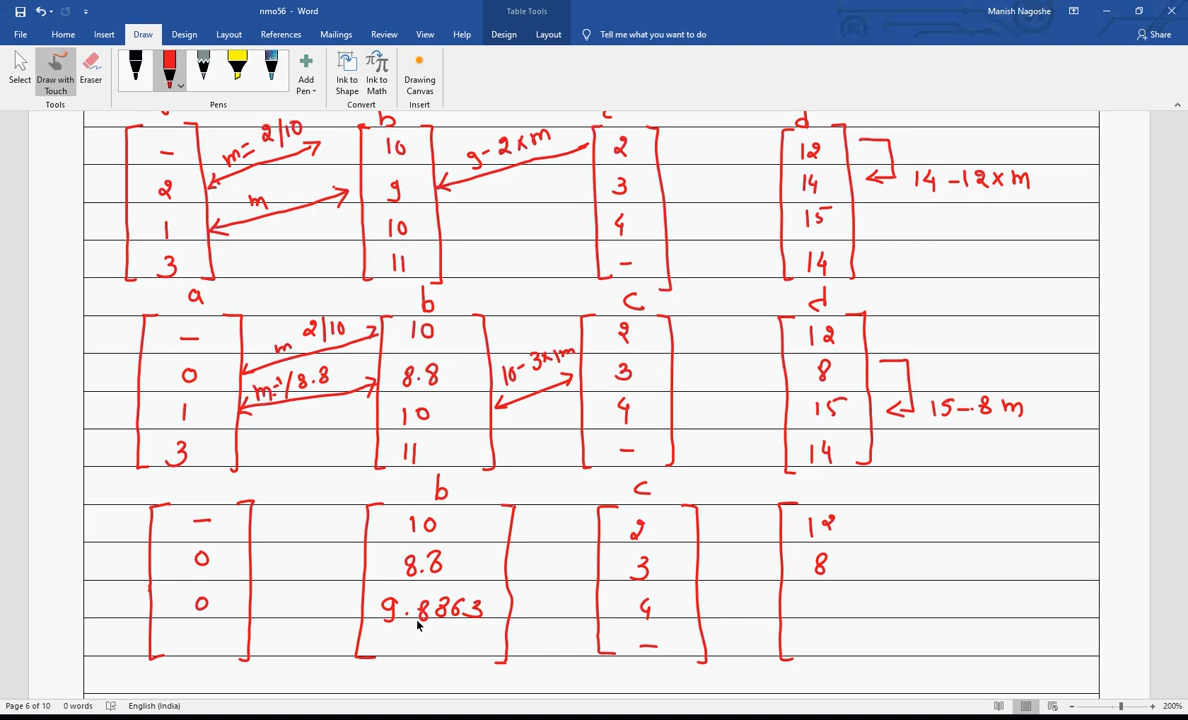 nmo56 - Word
Table Tools
Manish Nagoshe
File Home Insert Draw Design Layout References Mailings Review View Help Design Layout Tell me what you want to do Share
Select Draw with Touch Eraser Add Pen Ink to Shape Ink to Math Drawing Canvas
Tools Pens Convert Insert
b c d
- m=2/10 10 9-2×m 2 12
2 9 3 14 14-12×m
1 m 10 4 15
3 11 - 14
a b c d
- m 2/10 10 2 12
0 m=1/8.8 8.8 10-3×m 3 8
1 10 4 15 15-8m
3 11 - 14
b c
- 10 2 12
0 8.8 3 8
0 9.8363 4
-
Page 6 of 10 0 words English (India) 200%